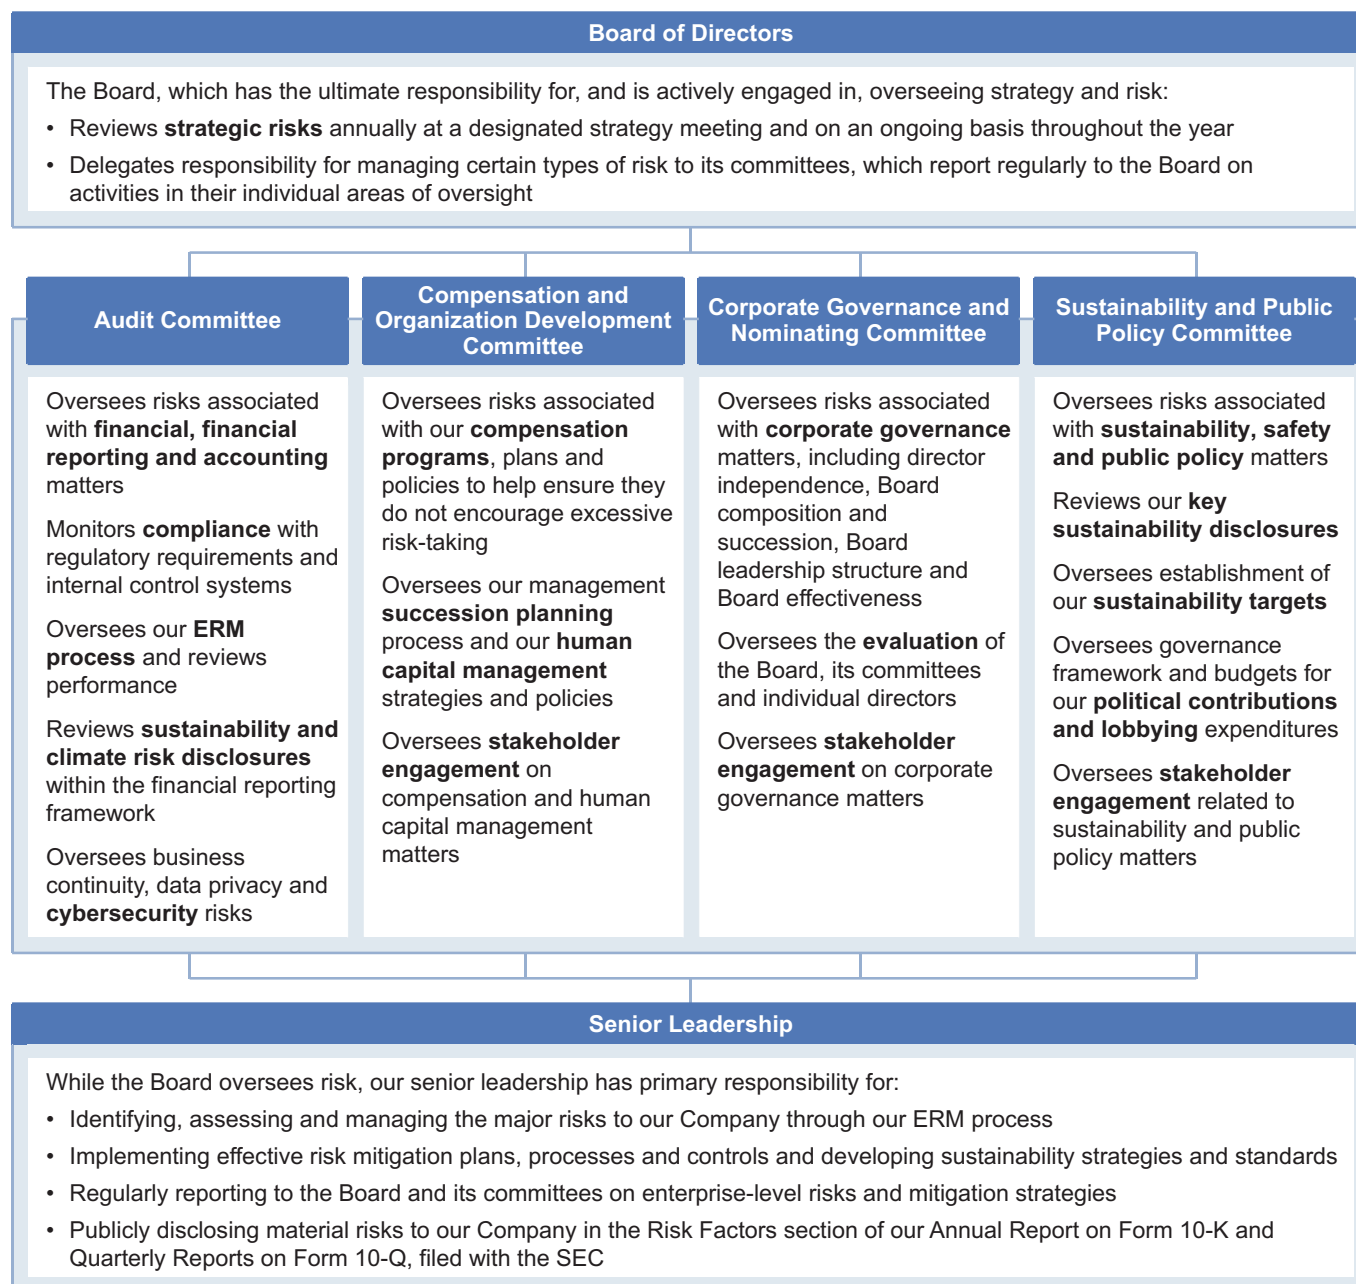 Board of Directors
The Board, which has the ultimate responsibility for, and is actively engaged in, overseeing strategy and risk:
• Reviews strategic risks annually at a designated strategy meeting and on an ongoing basis throughout the year
• Delegates responsibility for managing certain types of risk to its committees, which report regularly to the Board on
activities in their individual areas of oversight
Audit Committee
Oversees risks associated
with financial, financial
reporting and accounting
matters
Monitors compliance with
regulatory requirements and
internal control systems
Oversees our ERM
process and reviews
performance
Reviews sustainability and
climate risk disclosures
within the financial reporting
framework
Oversees business
continuity, data privacy and
cybersecurity risks
Compensation and
Organization Development
Committee
Oversees risks associated
with our compensation
programs, plans and
policies to help ensure they
do not encourage excessive
risk-taking
Oversees our management
succession planning
process and our human
capital management
strategies and policies
Oversees stakeholder
engagement on
compensation and human
capital management
matters
Corporate Governance and
Nominating Committee
Oversees risks associated
with corporate governance
matters, including director
independence, Board
composition and
succession, Board
leadership structure and
Board effectiveness
Oversees the evaluation of
the Board, its committees
and individual directors
Oversees stakeholder
engagement on corporate
governance matters
Sustainability and Public
Policy Committee
Oversees risks associated
with sustainability, safety
and public policy matters
Reviews our key
sustainability disclosures
Oversees establishment of
our sustainability targets
Oversees governance
framework and budgets for
our political contributions
and lobbying expenditures
Oversees stakeholder
engagement related to
sustainability and public
policy matters
Senior Leadership
While the Board oversees risk, our senior leadership has primary responsibility for:
• Identifying, assessing and managing the major risks to our Company through our ERM process
• Implementing effective risk mitigation plans, processes and controls and developing sustainability strategies and standards
• Regularly reporting to the Board and its committees on enterprise-level risks and mitigation strategies
• Publicly disclosing material risks to our Company in the Risk Factors section of our Annual Report on Form 10-K and
Quarterly Reports on Form 10-Q, filed with the SEC